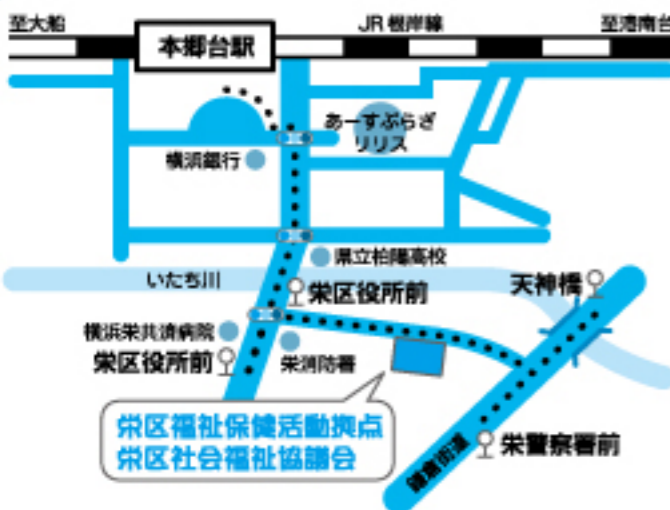 至大船
JR 根岸線
至港南台
本郷台駅
あーすぷらざ
リリス
横浜銀行
県立柏陽高校
いたち川
栄区役所前
天神橋
横浜栄共済病院
栄区役所前
栄消防署
栄区福祉保健活動拠点
栄区社会福祉協議会
鎌倉街道
栄警察署前